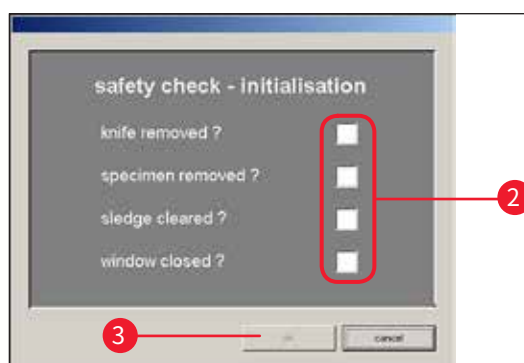 safety check - initialisation
knife removed ?
specimen removed ?
2
sledge cleared ?
window closed ?
3
cancel